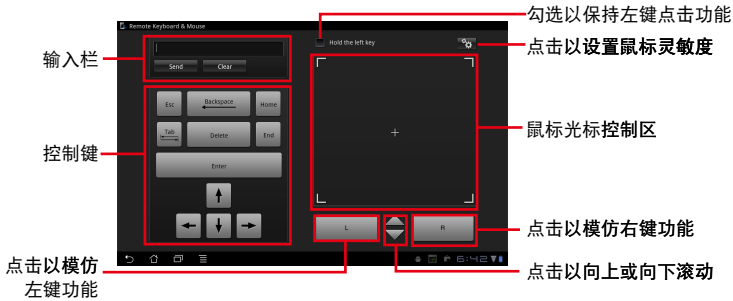 勾选以保持左键点击功能
Remote Keyboard & Mouse
Hold the left key
点击以设置鼠标灵敏度
输入栏
Send Clear
Esc Backspace Home
Tab Delete End
鼠标光标控制区
控制键
Enter
L R
点击以模仿右键功能
点击以模仿
左键功能
点击以向上或向下滚动
6:42